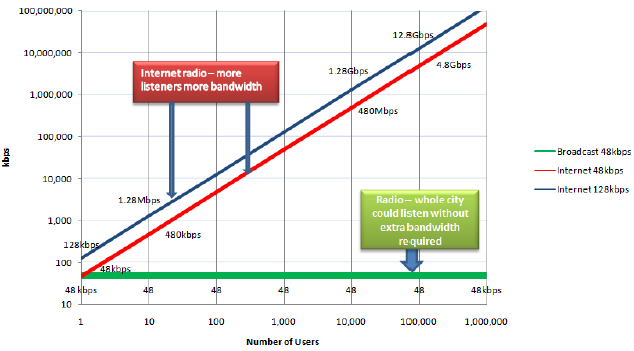 100,000,000
10,000,000
1,000,000
100,000
10,000
1,000
100
10
kbps
Internet radio – more
listeners more bandwidth
12.8Gbps
1.28Gbps
4.8Gbps
480Mbps
1.28Mbps
480kbps
128kbps
48kbps
Radio – whole city
could listen without
extra bandwidth
required
48 kbps
48
48
48
48
48
48kbps
1
10
100
1,000
10,000
100,000
1,000,000
Number of Users
Broadcast 48kbps
Internet 48kbps
Internet 128kbps